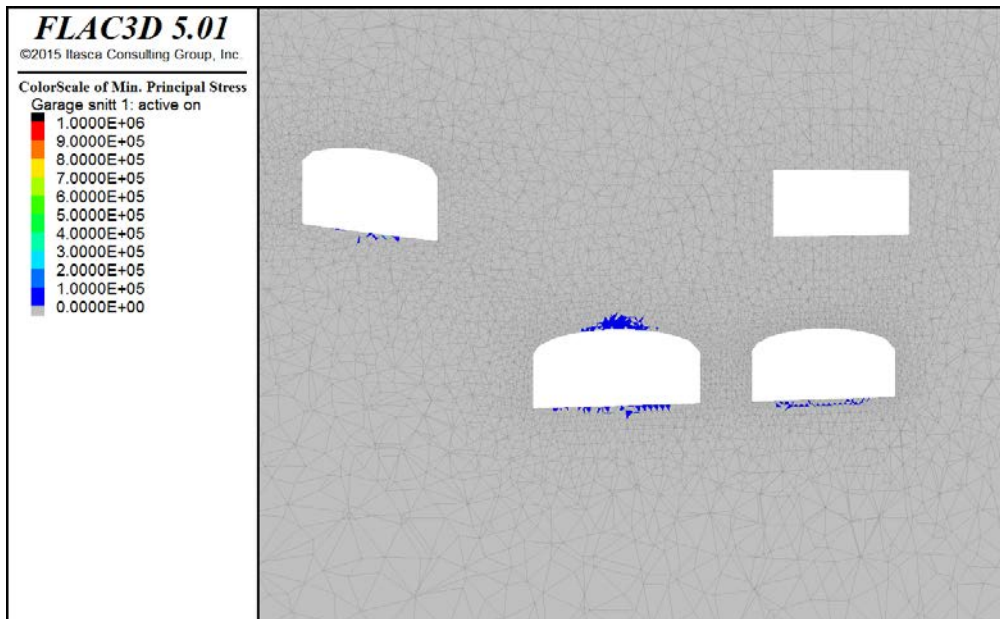 FLAC3D 5.01
©2015 Itasca Consulting Group, Inc.
ColorScale of Min. Principal Stress
Garage snitt 1: active on
1.0000E+06
9.0000E+05
8.0000E+05
7.0000E+05
6.0000E+05
5.0000E+05
4.0000E+05
3.0000E+05
2.0000E+05
1.0000E+05
0.0000E+00